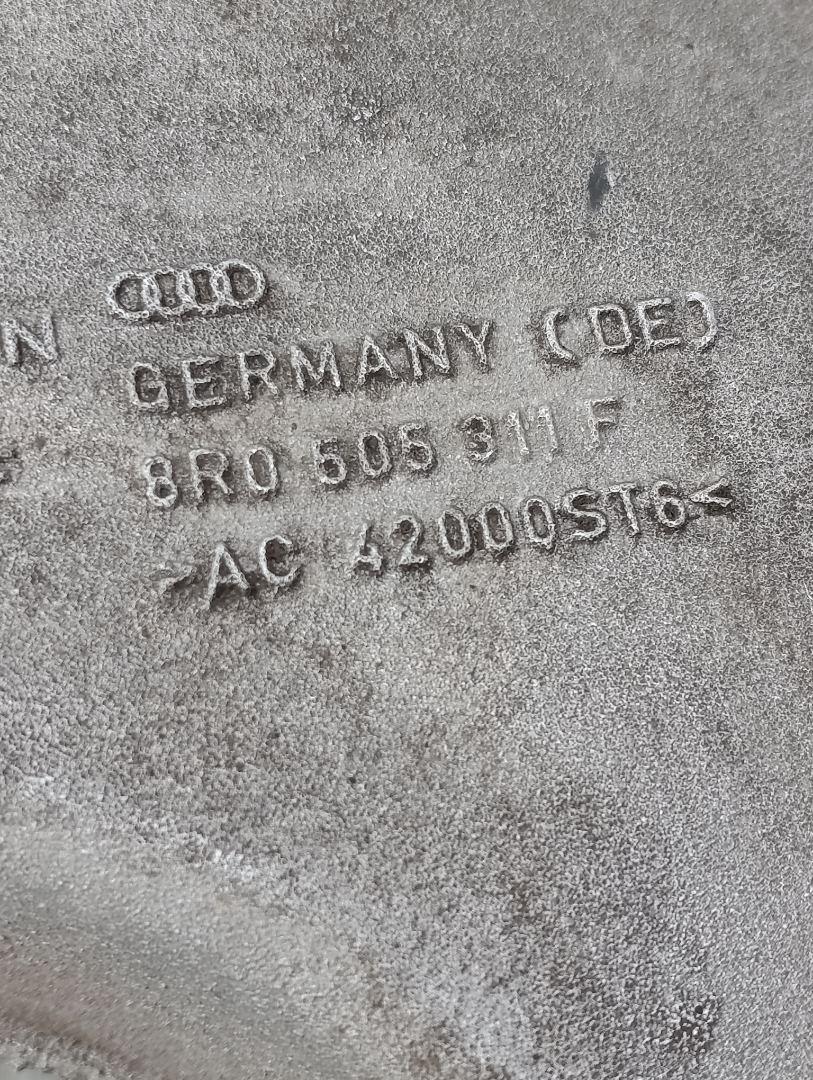 N
GERMANY (DE)
8R0 505 311 F
>AC 42000ST6<